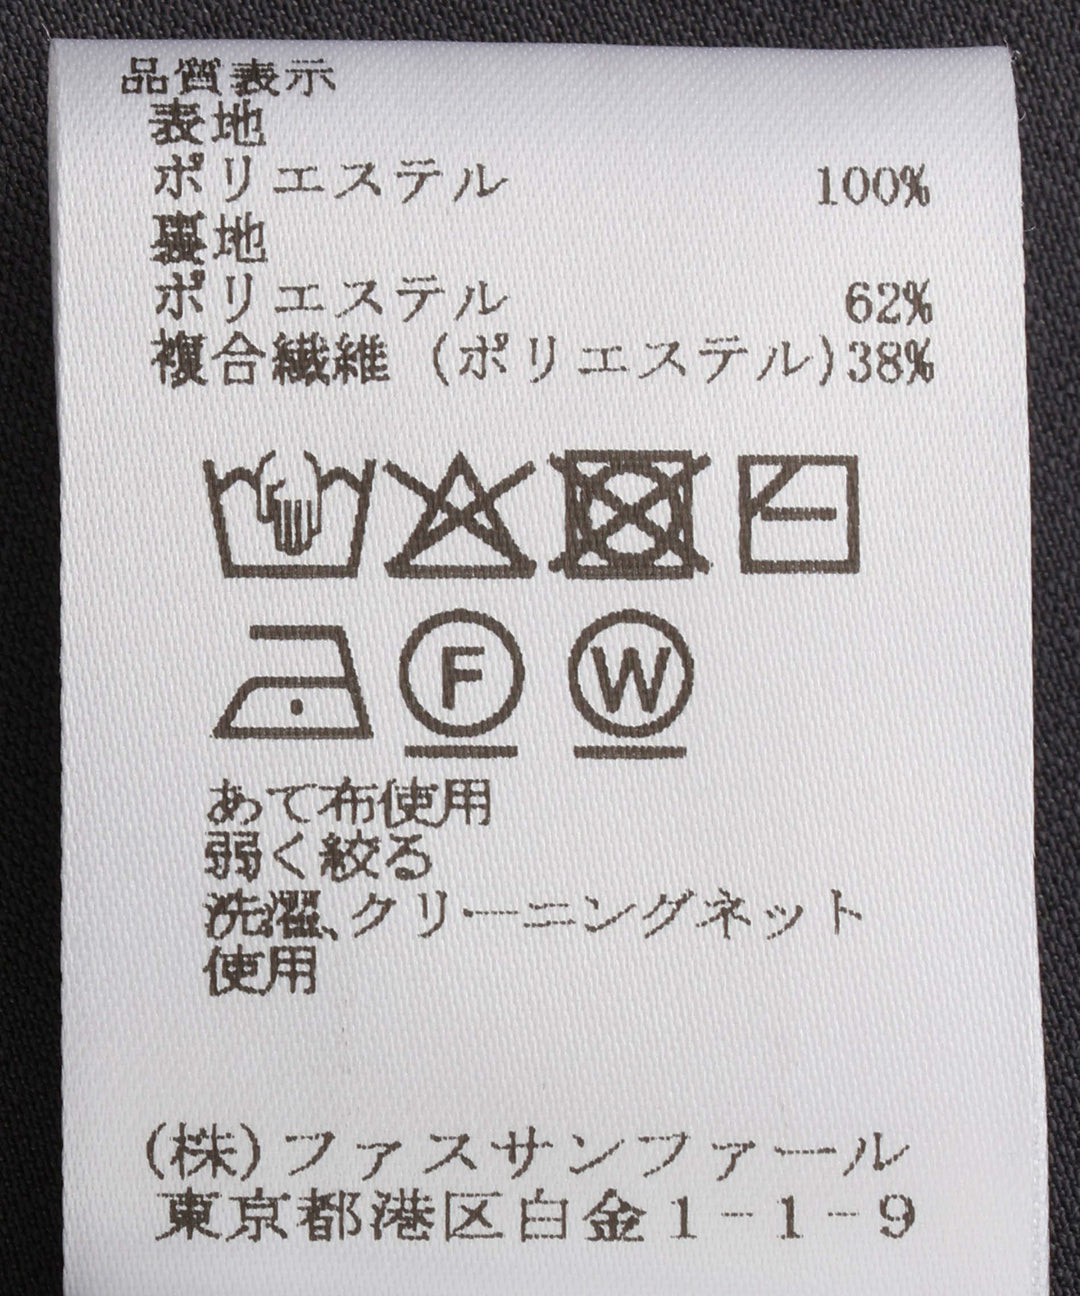 品質表示
表地
ポリエステル 100%
裏地
ポリエステル 62%
複合繊維 (ポリエステル)38%
F W
あて布使用
弱く絞る
洗濯、クリーニングネット
使用
(株)ファスサンファール
東京都港区白金1-1-9